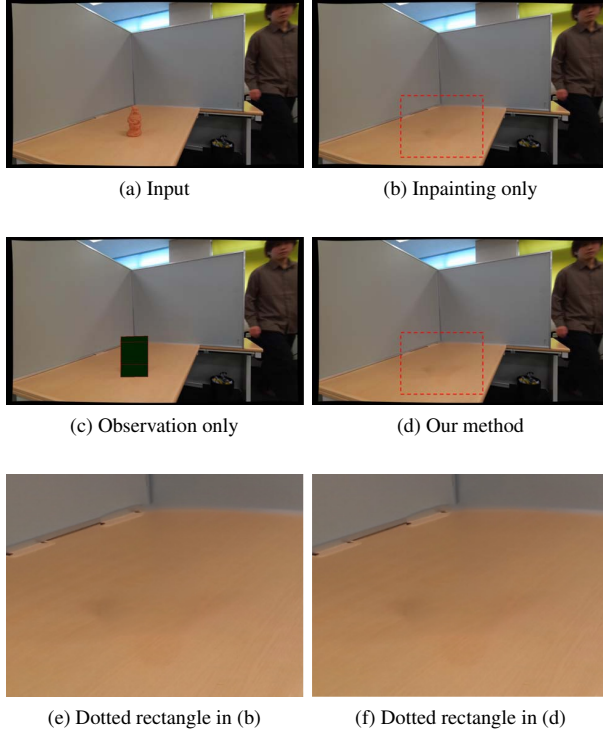 (a) Input
(b) Inpainting only
(c) Observation only
(d) Our method
(e) Dotted rectangle in (b)
(f) Dotted rectangle in (d)